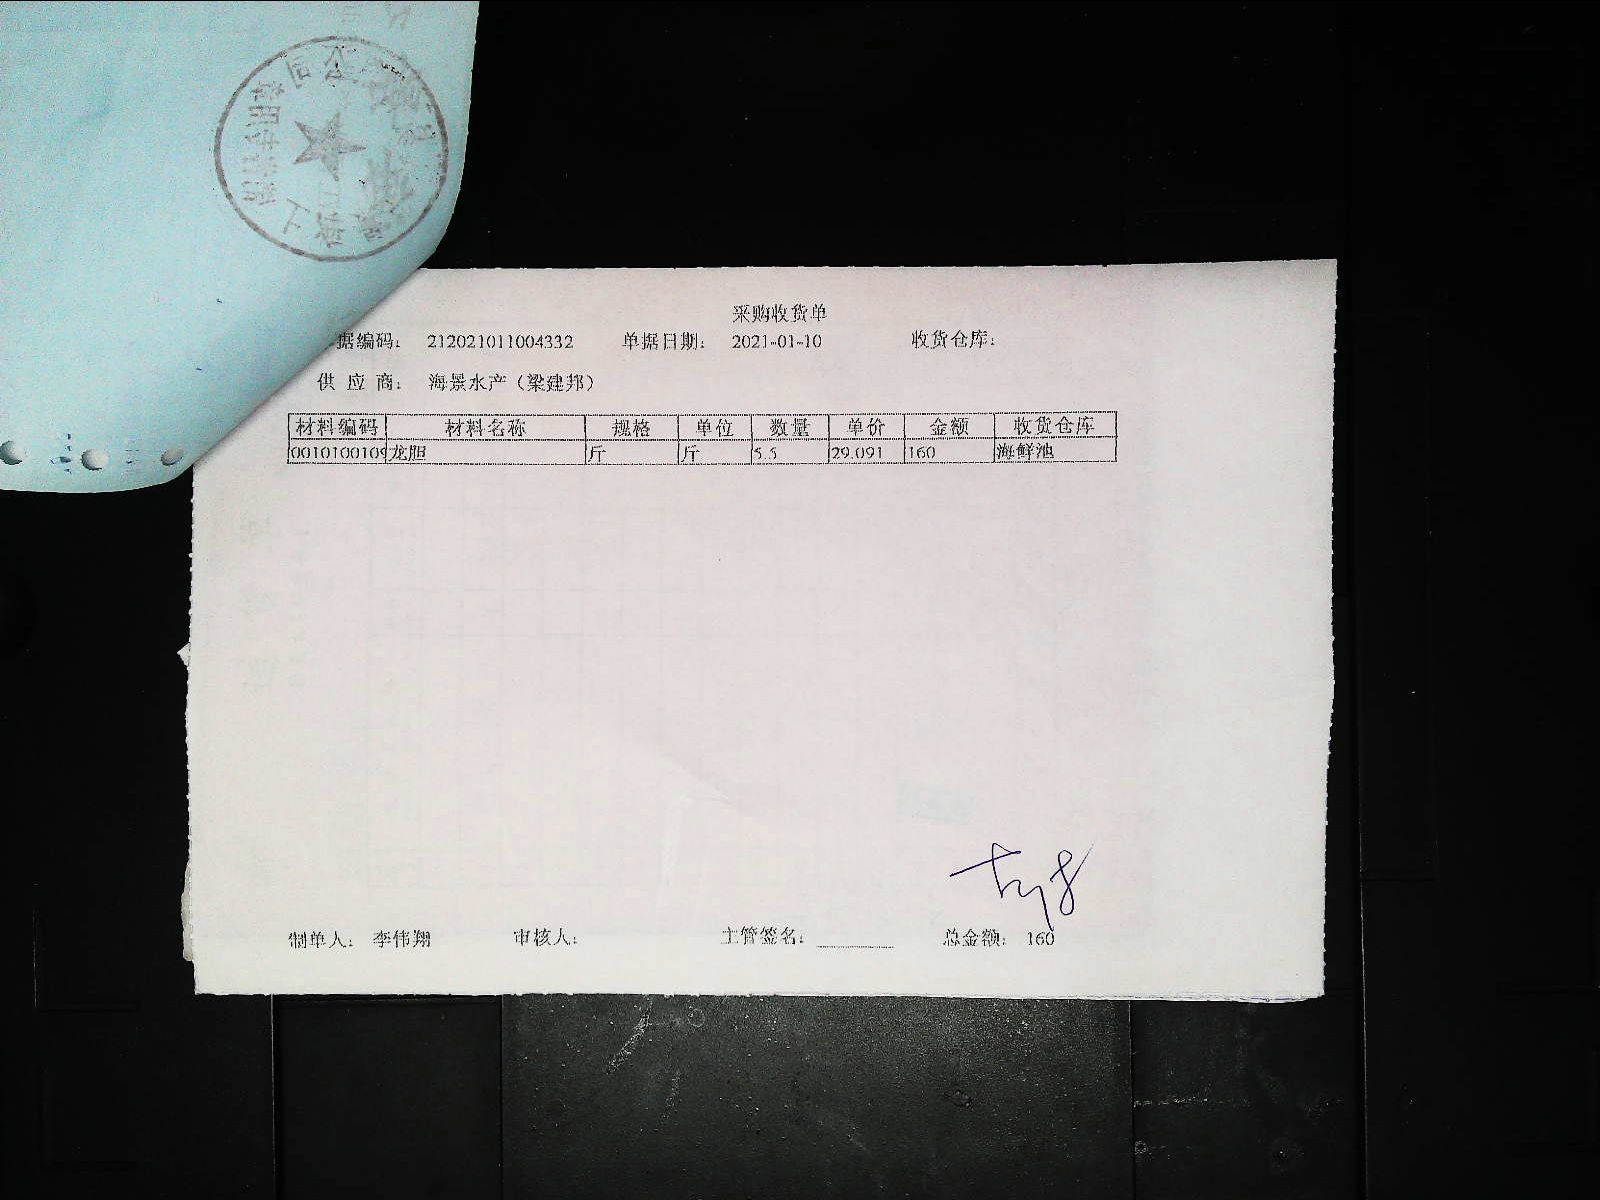 采购收货单
据编码： 212021011004332 单据日期： 2021-01-10 收货仓库：
供 应 商： 海景水产（梁建邦）
材料编码 材料名称 规格 单位 数量 单价 金额 收货仓库
0010100109 龙胆 斤 斤 5.5 29.091 160 海鲜池
制单人： 李伟翔 审核人： 主管签名： 总金额： 160